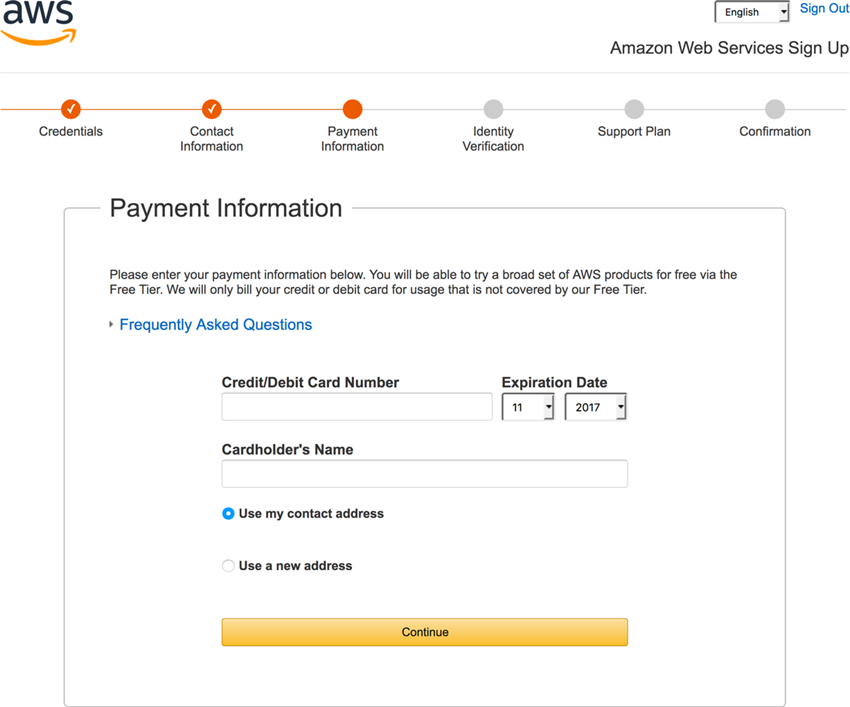 aws
English
Sign Out
Amazon Web Services Sign Up
Credentials
Contact
Information
Payment
Information
Identity
Verification
Support Plan
Confirmation
Payment Information
Please enter your payment information below. You will be able to try a broad set of AWS products for free via the
Free Tier. We will only bill your credit or debit card for usage that is not covered by our Free Tier.
Frequently Asked Questions
Credit/Debit Card Number
Expiration Date
11
2017
Cardholder's Name
Use my contact address
Use a new address
Continue